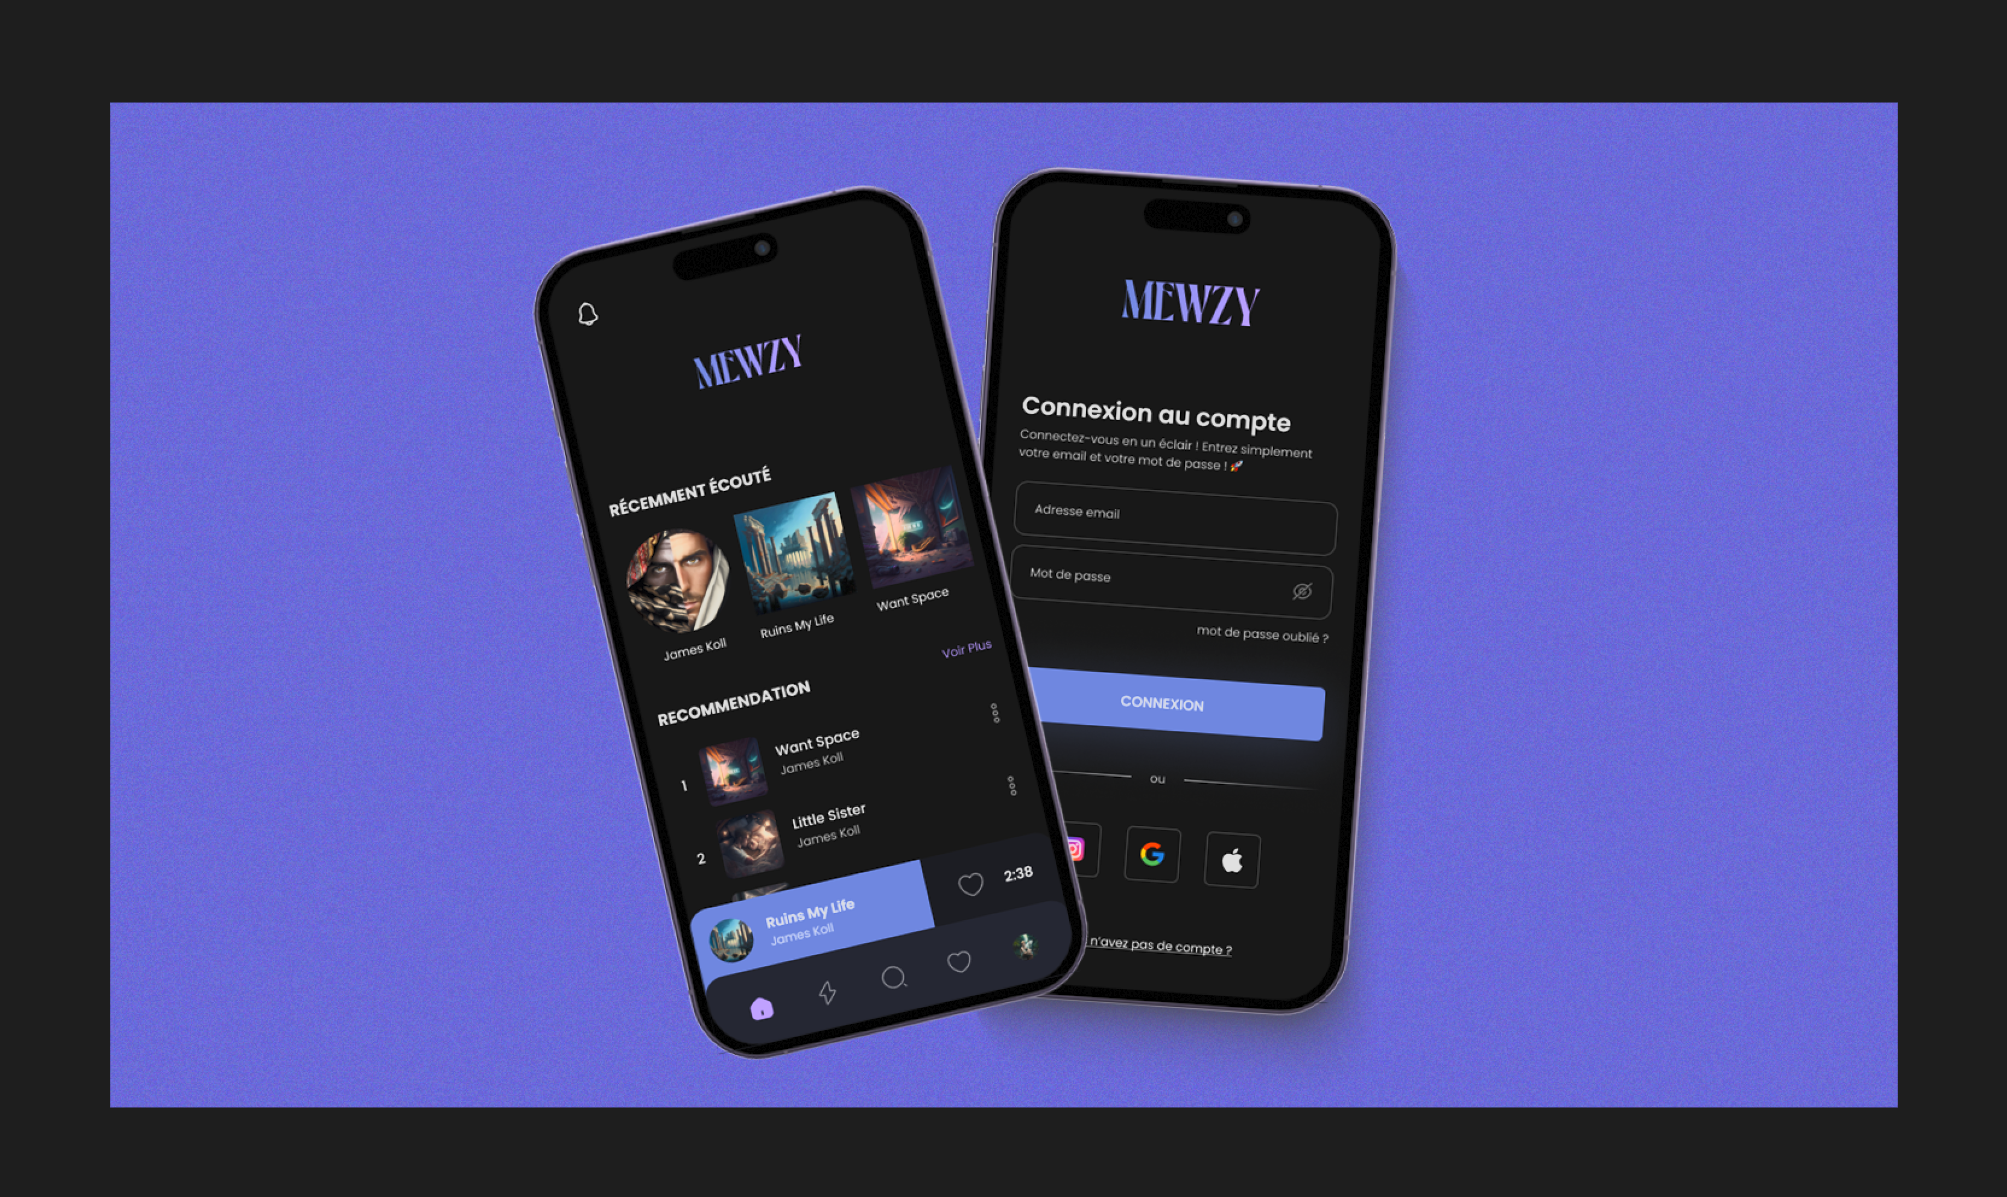 MEWZY
RÉCEMMENT ÉCOUTÉ
James Koll
Ruins My Life
Want Space
Voir Plus
RECOMMENDATION
1
Want Space
James Koll
2
Little Sister
James Koll
Ruins My Life
James Koll
2:38
MEWZY
Connexion au compte
Connectez-vous en un éclair ! Entrez simplement
votre email et votre mot de passe ! 🚀
Adresse email
Mot de passe
mot de passe oublié ?
CONNEXION
ou
n'avez pas de compte ?